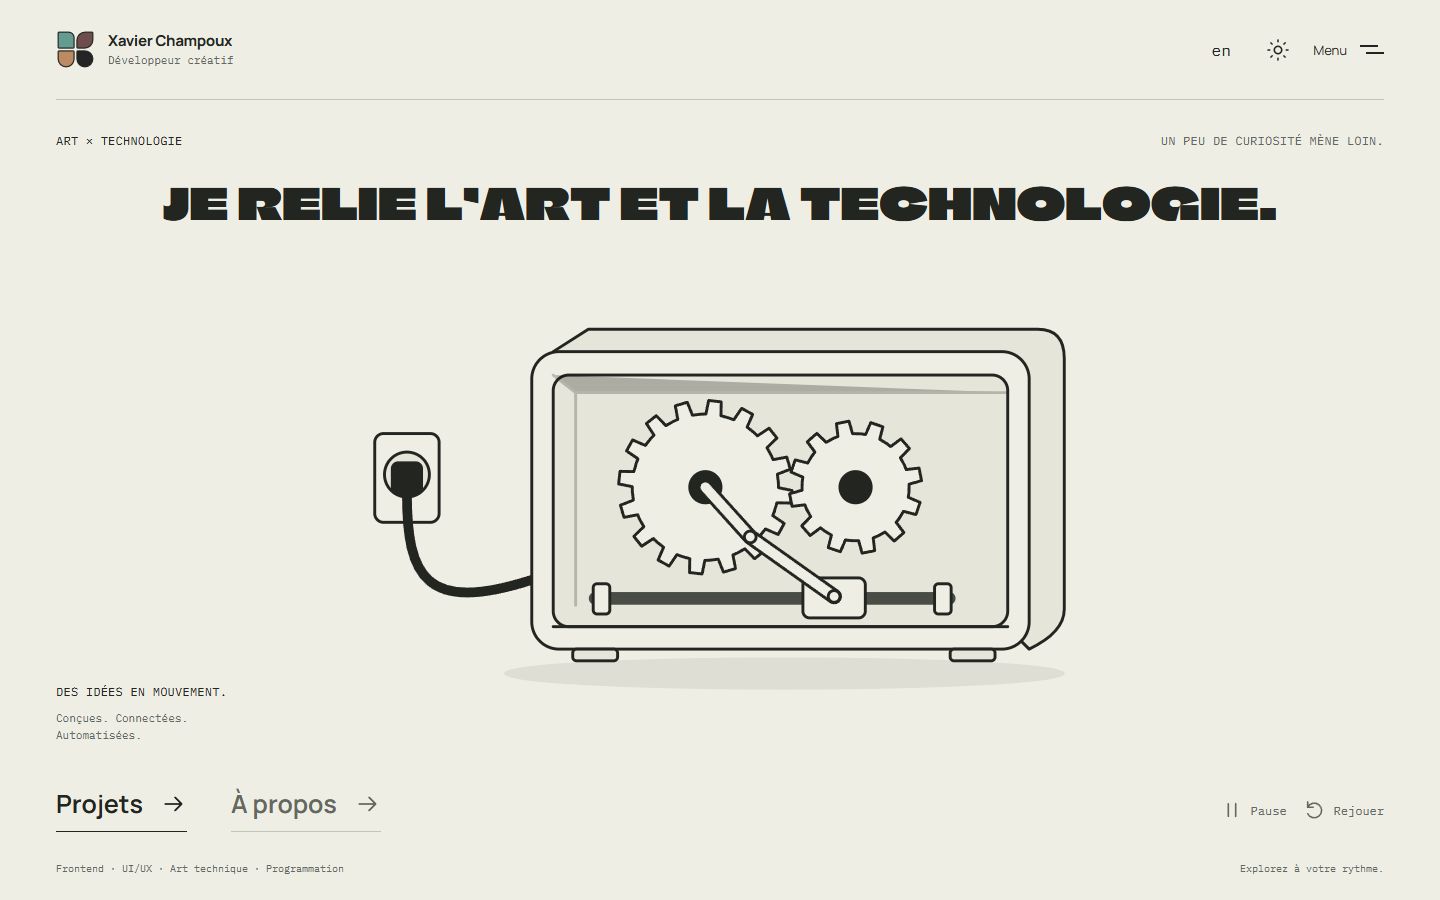 Xavier Champoux
Développeur créatif
en
Menu
ART × TECHNOLOGIE
UN PEU DE CURIOSITÉ MÈNE LOIN.
JE RELIE L'ART ET LA TECHNOLOGIE.
DES IDÉES EN MOUVEMENT.
Conçues. Connectées.
Automatisées.
Projets →
À propos →
Pause
Rejouer
Frontend · UI/UX · Art technique · Programmation
Explorez à votre rythme.